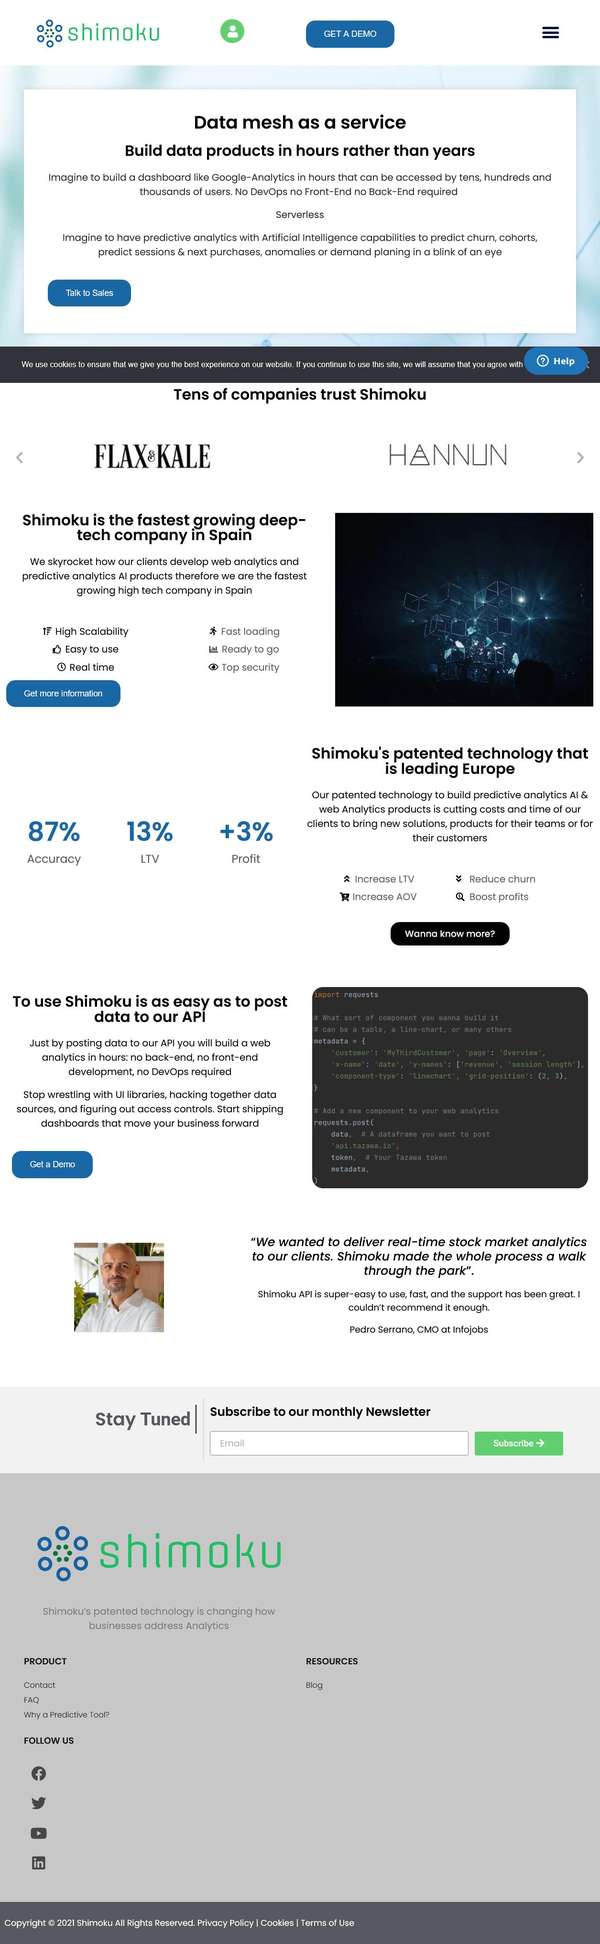 shimoku
GET A DEMO
Data mesh as a service
Build data products in hours rather than years
Imagine to build a dashboard like Google-Analytics in hours that can be accessed by tens, hundreds and
thousands of users. No DevOps no Front-End no Back-End required
Serverless
Imagine to have predictive analytics with Artificial Intelligence capabilities to predict churn, cohorts,
predict sessions & next purchases, anomalies or demand planing in a blink of an eye
Talk to Sales
We use cookies to ensure that we give you the best experience on our website. If you continue to use this site, we will assume that you agree with
Help
Tens of companies trust Shimoku
FLAX&KALE
HANNUN
Shimoku is the fastest growing deep-
tech company in Spain
We skyrocket how our clients develop web analytics and
predictive analytics AI products therefore we are the fastest
growing high tech company in Spain
High Scalability
Fast loading
Easy to use
Ready to go
Real time
Top security
Get more information
Shimoku's patented technology that
is leading Europe
Our patented technology to build predictive analytics AI &
web Analytics products is cutting costs and time of our
clients to bring new solutions, products for their teams or for
their customers
87%
13%
+3%
Accuracy
LTV
Profit
Increase LTV
Reduce churn
Increase AOV
Boost profits
Wanna know more?
To use Shimoku is as easy as to post
data to our API
Just by posting data to our API you will build a web
analytics in hours: no back-end, no front-end
development, no DevOps required
Stop wrestling with UI libraries, hacking together data
sources, and figuring out access controls. Start shipping
dashboards that move your business forward
Get a Demo
import requests
# What sort of component you wanna build it
# can be a table, a line-chart, or many others
metadata = {
'customer': 'MyThirdCustomer', 'page': 'Overview',
'x-name': 'date', 'y-names': ['revenue', 'session length'],
'component-type': 'linechart', 'grid-position': (2, 3),
}
# Add a new component to your web analytics
requests.post(
data, # A dataframe you want to post
'api.tazawa.io',
token, # Your Tazawa token
metadata,
)
“We wanted to deliver real-time stock market analytics
to our clients. Shimoku made the whole process a walk
through the park”.
Shimoku API is super-easy to use, fast, and the support has been great. I
couldn’t recommend it enough.
Pedro Serrano, CMO at Infojobs
Stay Tuned
Subscribe to our monthly Newsletter
Email
Subscribe
shimoku
Shimoku's patented technology is changing how
businesses address Analytics
PRODUCT
RESOURCES
Contact
Blog
FAQ
Why a Predictive Tool?
FOLLOW US
Copyright © 2021 Shimoku All Rights Reserved. Privacy Policy | Cookies | Terms of Use